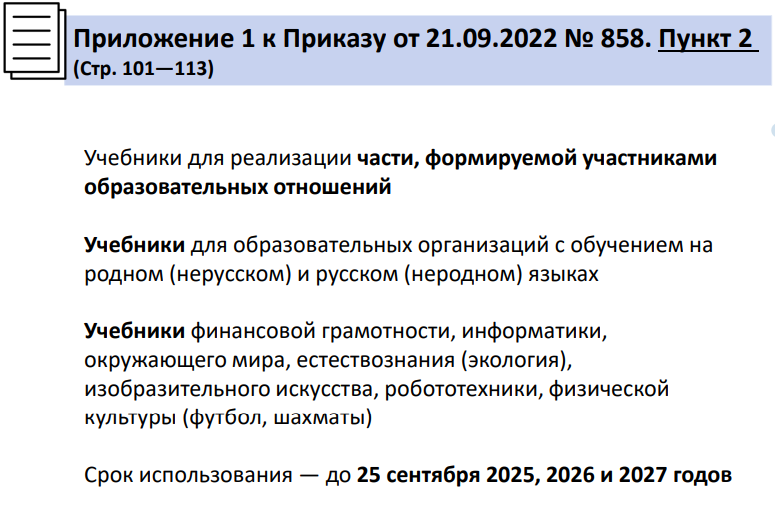 Приложение 1 к Приказу от 21.09.2022 № 858. Пункт 2
(Стр. 101—113)
Учебники для реализации части, формируемой участниками
образовательных отношений
Учебники для образовательных организаций с обучением на
родном (нерусском) и русском (неродном) языках
Учебники финансовой грамотности, информатики,
окружающего мира, естествознания (экология),
изобразительного искусства, робототехники, физической
культуры (футбол, шахматы)
Срок использования — до 25 сентября 2025, 2026 и 2027 годов